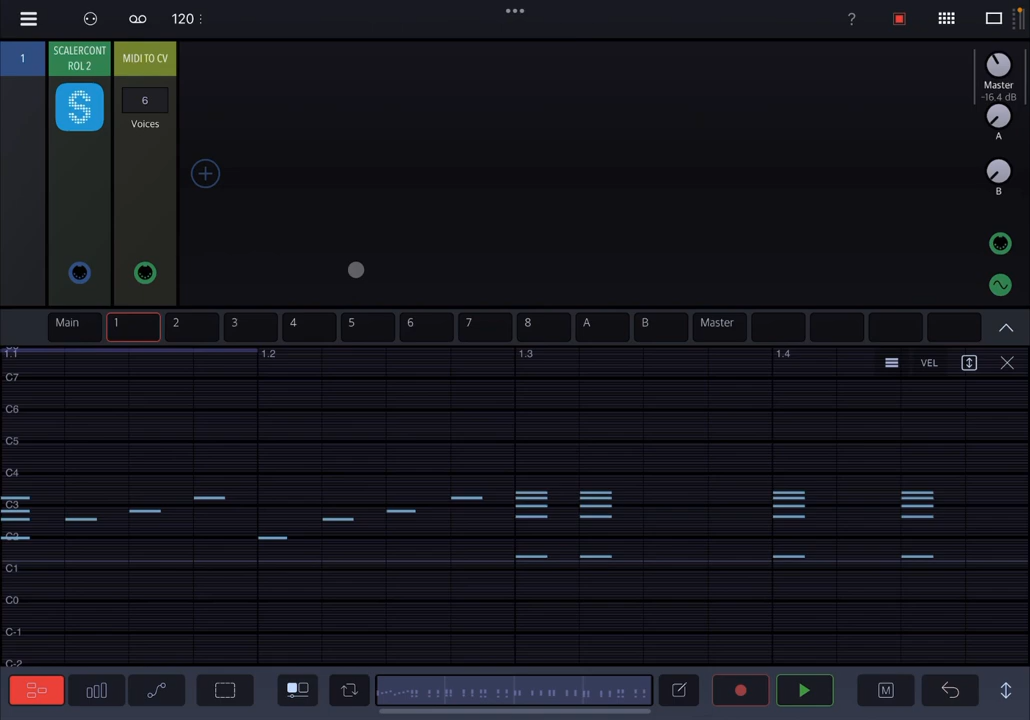 120
?
1
SCALERCONT
ROL 2
MIDI TO CV
S
6
Voices
Master
-16.4 dB
A
B
Main
1
2
3
4
5
6
7
8
A
B
Master
1.1
1.2
1.3
1.4
VEL
C7
C6
C5
C4
C3
C2
C1
C0
C-1
C-2
M